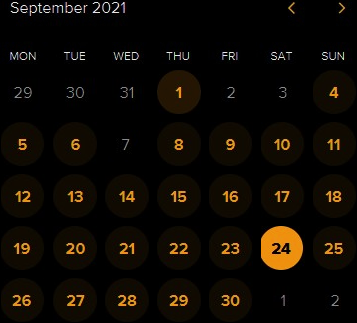 September 2021
MON TUE WED THU FRI SAT SUN
29 30 31 1 2 3 4
5 6 7 8 9 10 11
12 13 14 15 16 17 18
19 20 21 22 23 24 25
26 27 28 29 30 1 2